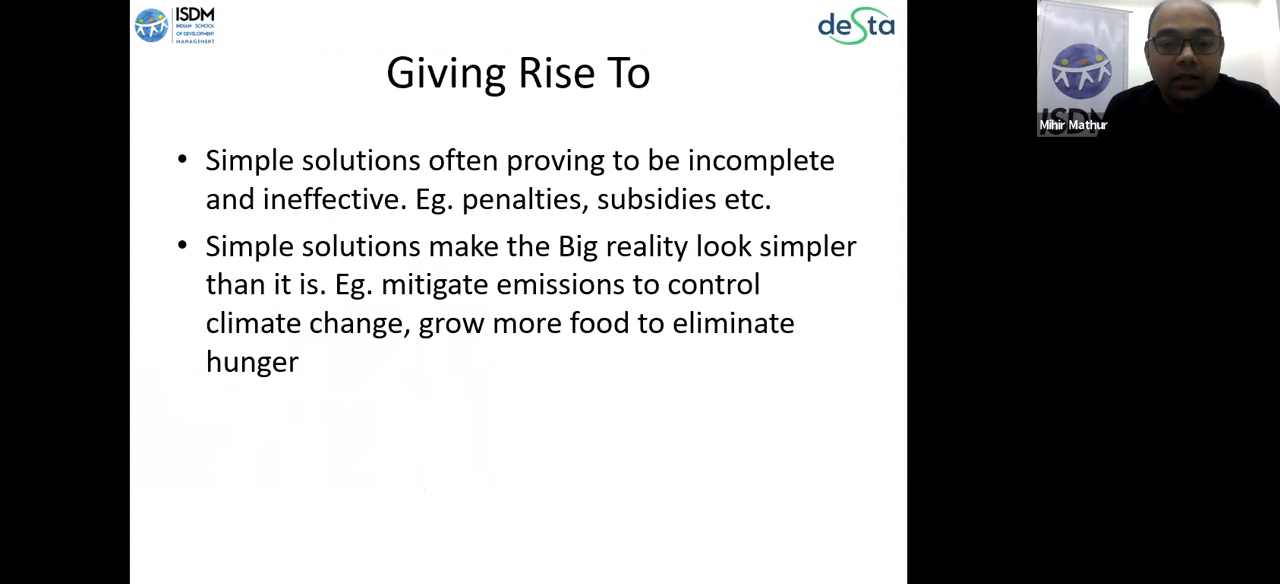 ISDM
INDIAN SCHOOL
OF DEVELOPMENT
MANAGEMENT
desta
Giving Rise To
• Simple solutions often proving to be incomplete
and ineffective. Eg. penalties, subsidies etc.
• Simple solutions make the Big reality look simpler
than it is. Eg. mitigate emissions to control
climate change, grow more food to eliminate
hunger
ISDM
Mihir Mathur